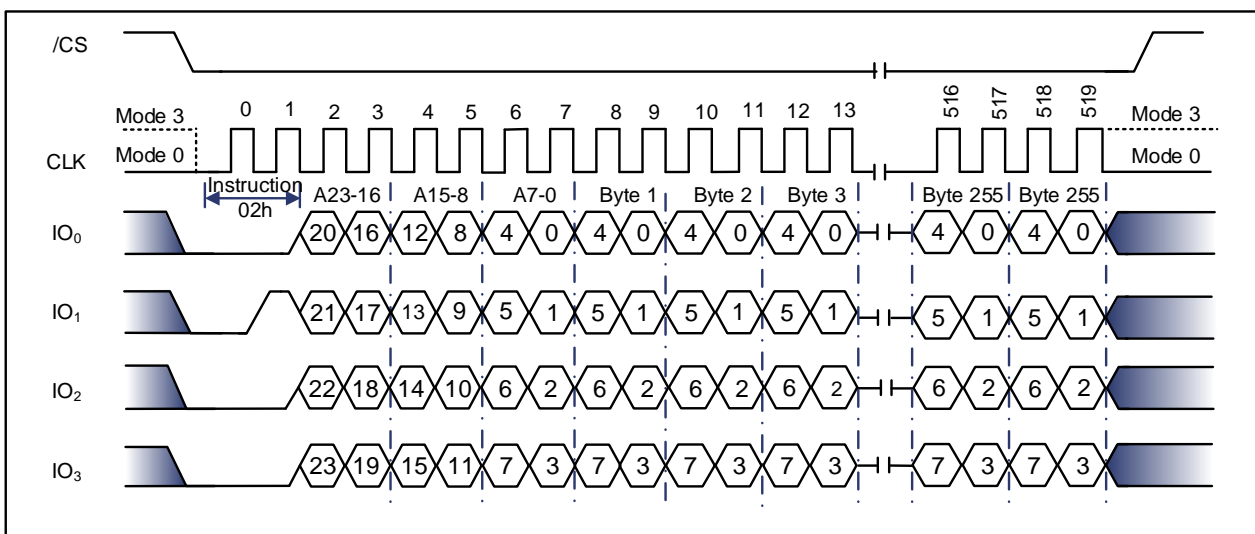 /CS
0 1 2 3 4 5 6 7 8 9 10 11 12 13 516 517 518 519
Mode 3 Mode 3
CLK Mode 0 Mode 0
Instruction 02h A23-16 A15-8 A7-0 Byte 1 Byte 2 Byte 3 Byte 255 Byte 255
IO0 20 16 12 8 4 0 4 0 4 0 4 0 4 0 4 0
IO1 21 17 13 9 5 1 5 1 5 1 5 1 5 1 5 1
IO2 22 18 14 10 6 2 6 2 6 2 6 2 6 2 6 2
IO3 23 19 15 11 7 3 7 3 7 3 7 3 7 3 7 3